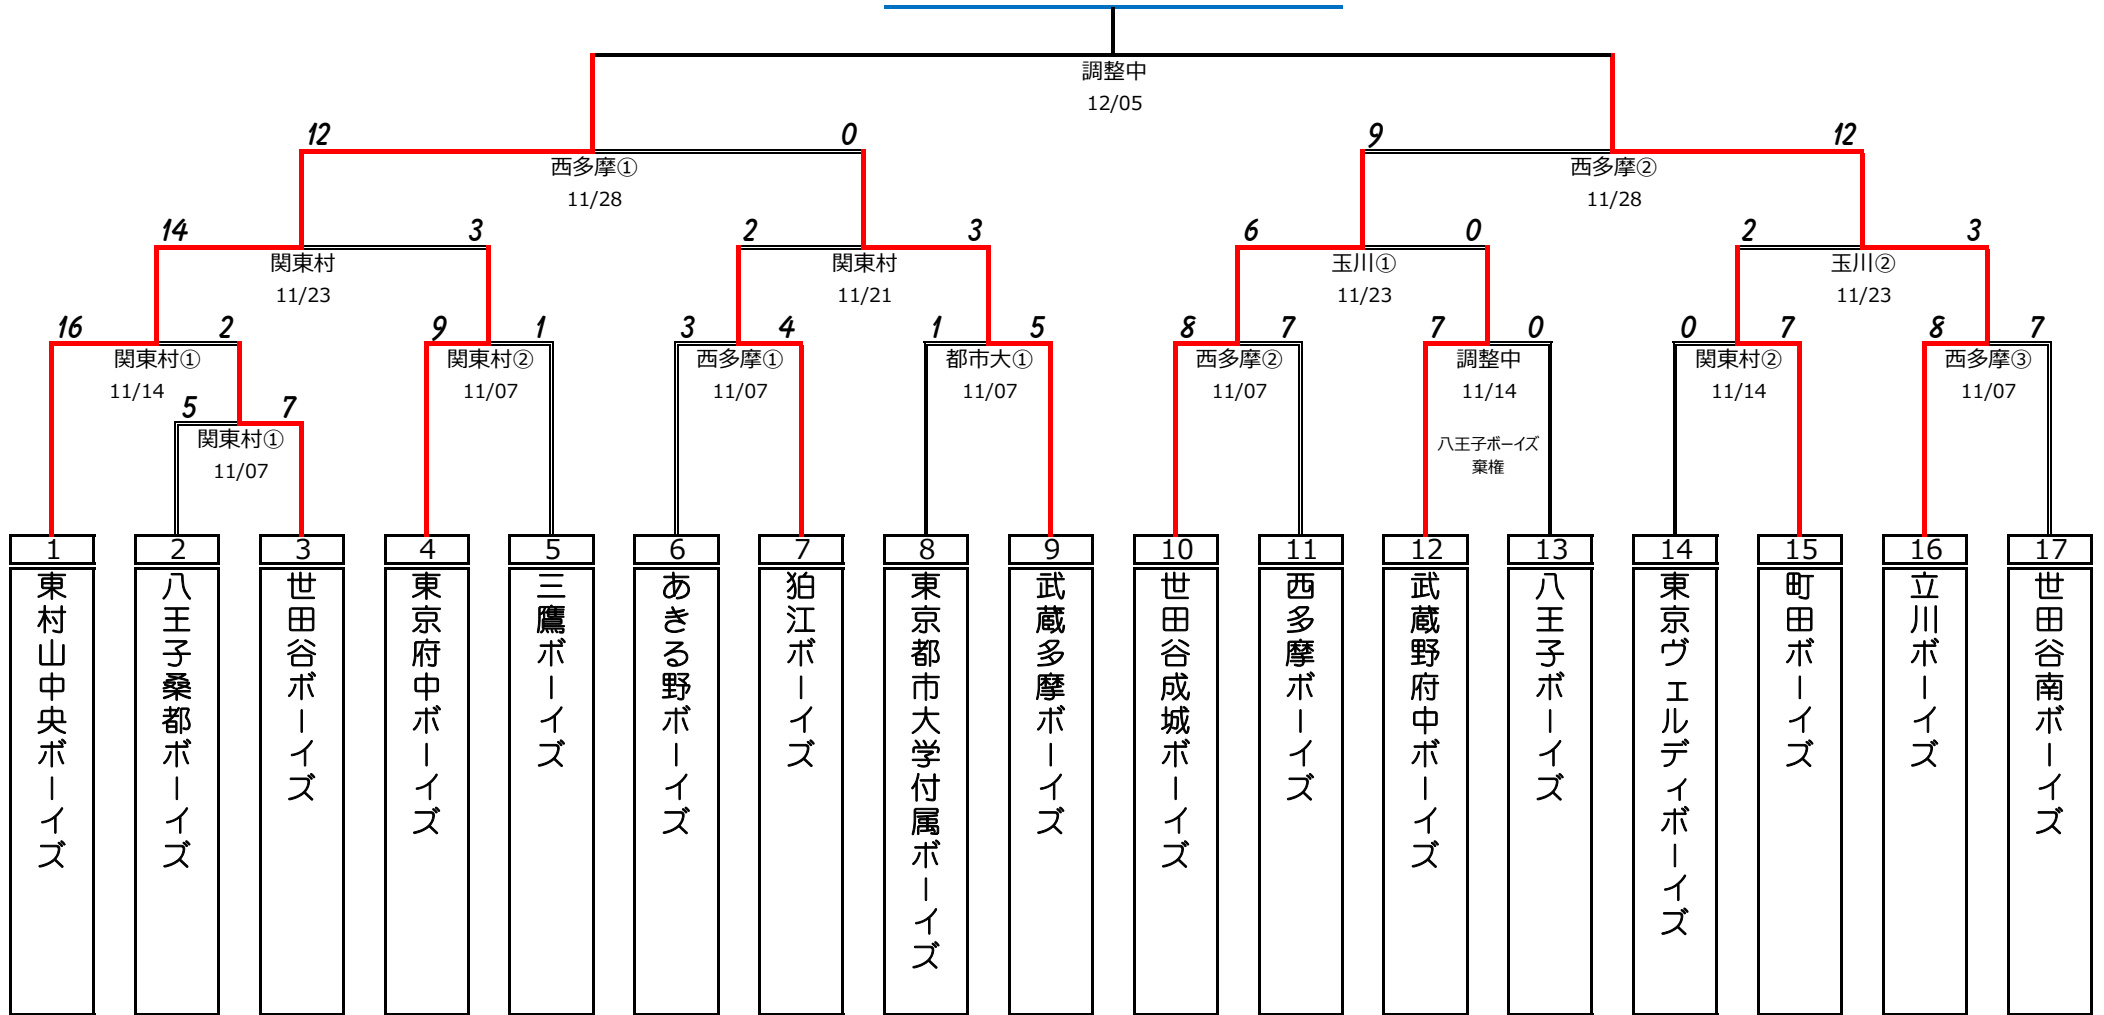 調整中
12/05
12 0 9 12
西多摩① 西多摩②
11/28 11/28
14 3 2 3 6 0 2 3
関東村 関東村 玉川① 玉川②
11/23 11/21 11/23 11/23
16 2 9 1 3 4 1 5 8 7 7 0 0 7 8 7
関東村① 関東村② 西多摩① 都市大① 西多摩② 調整中 関東村② 西多摩③
11/14 11/07 11/07 11/07 11/07 11/14 11/14 11/07
5 7
関東村①
11/07
八王子ボーイズ
棄権
1 2 3 4 5 6 7 8 9 10 11 12 13 14 15 16 17
東村山中央ボーイズ
八王子桑都ボーイズ
世田谷ボーイズ
東京府中ボーイズ
三鷹ボーイズ
あきる野ボーイズ
狛江ボーイズ
東京都市大学付属ボーイズ
武蔵多摩ボーイズ
世田谷成城ボーイズ
西多摩ボーイズ
武蔵野府中ボーイズ
八王子ボーイズ
東京ヴェルディボーイズ
町田ボーイズ
立川ボーイズ
世田谷南ボーイズ